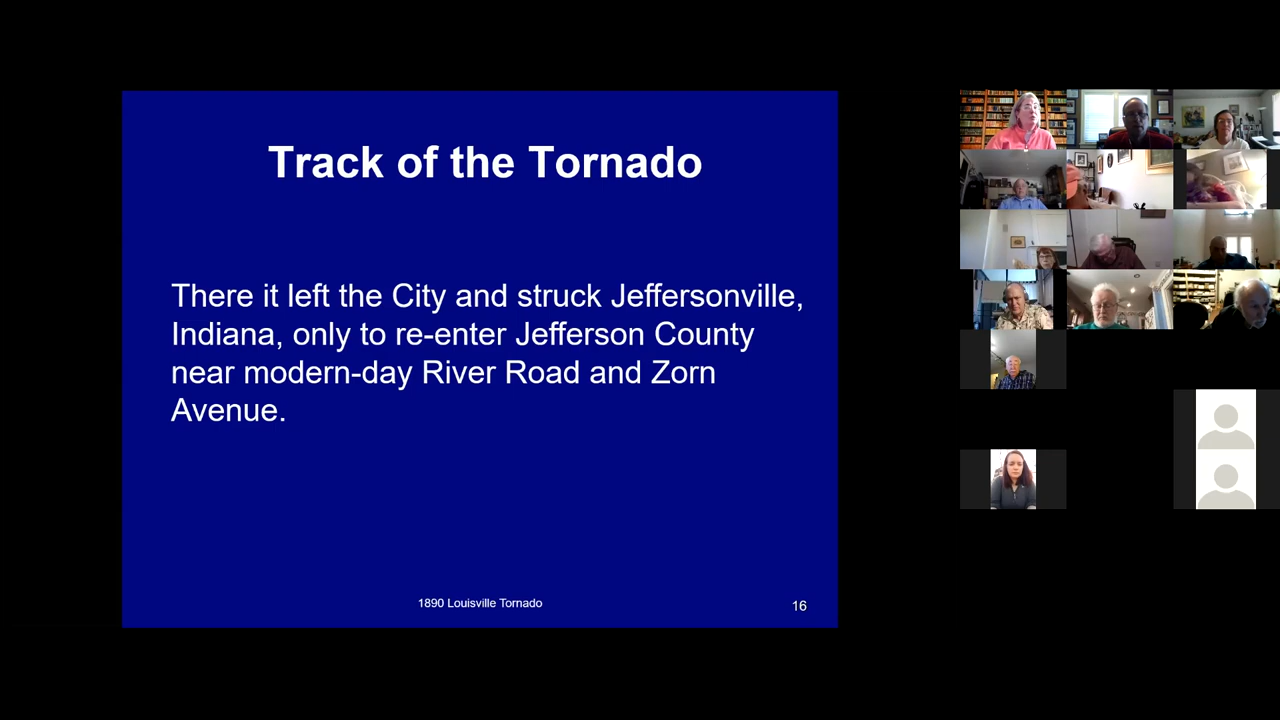 Track of the Tornado
There it left the City and struck Jeffersonville,
Indiana, only to re-enter Jefferson County
near modern-day River Road and Zorn
Avenue.
1890 Louisville Tornado
16